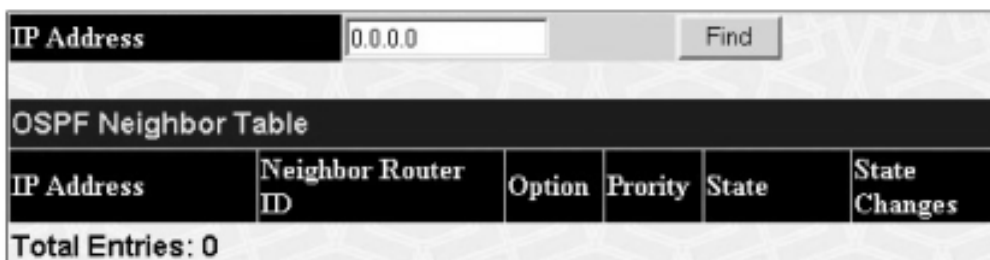 IP Address 0.0.0.0 Find
OSPF Neighbor Table
IP Address Neighbor Router ID Option Prority State State Changes
Total Entries: 0